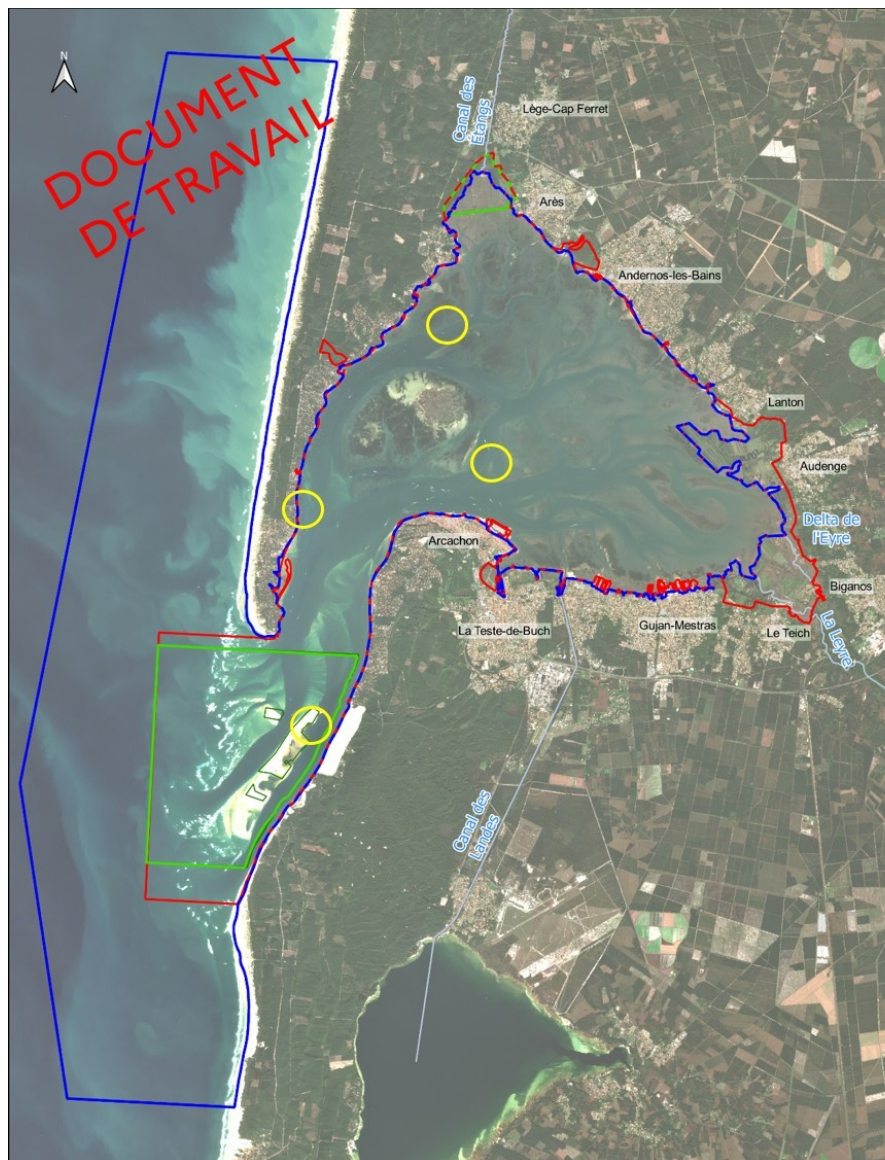 N
DOCUMENT
DE TRAVAIL
Canal des
Étangs
Lège-Cap Ferret
Arès
Andernos-les-Bains
Lanton
Audenge
Delta de
l'Eyre
Biganos
Arcachon
La Teste-de-Buch
Gujan-Mestras
Le Teich
La Leyre
Canal des
Landes